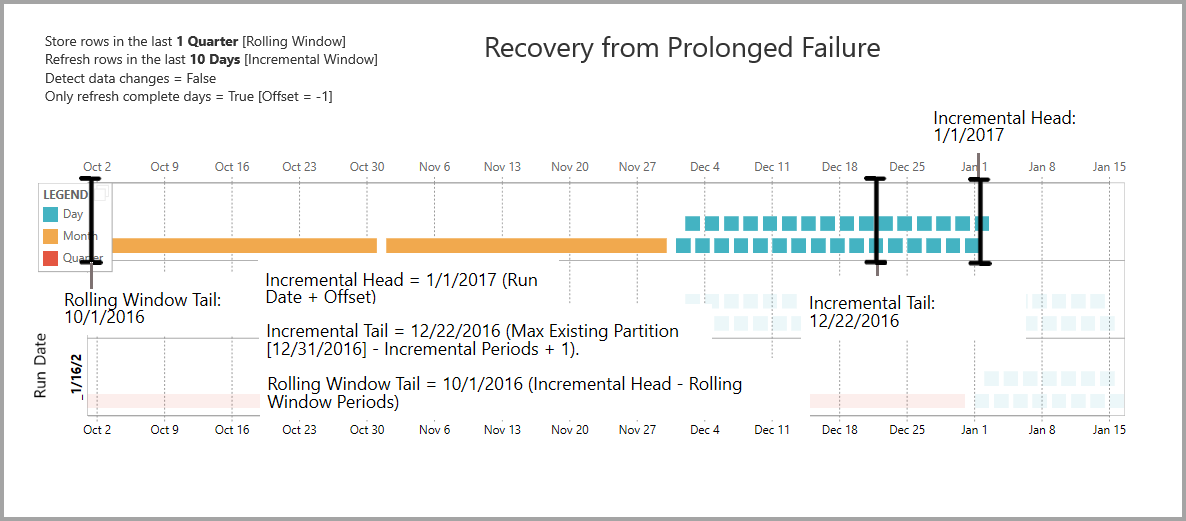 Store rows in the last 1 Quarter [Rolling Window]
Refresh rows in the last 10 Days [Incremental Window]
Detect data changes = False
Only refresh complete days = True [Offset = -1]
Recovery from Prolonged Failure
Incremental Head:
1/1/2017
Oct 2 Oct 9 Oct 16 Oct 23 Oct 30 Nov 6 Nov 13 Nov 20 Nov 27 Dec 4 Dec 11 Dec 18 Dec 25 Jan 1 Jan 8 Jan 15
LEGEND
Day
Month
Quarter
Rolling Window Tail:
10/1/2016
Incremental Head = 1/1/2017 (Run
Date + Offset)
Incremental Tail:
12/22/2016
Incremental Tail = 12/22/2016 (Max Existing Partition
[12/31/2016] - Incremental Periods + 1).
Rolling Window Tail = 10/1/2016 (Incremental Head - Rolling
Window Periods)
Run Date
1/16/2
Oct 2 Oct 9 Oct 16 Oct 23 Oct 30 Nov 6 Nov 13 Nov 20 Nov 27 Dec 4 Dec 11 Dec 18 Dec 25 Jan 1 Jan 8 Jan 15